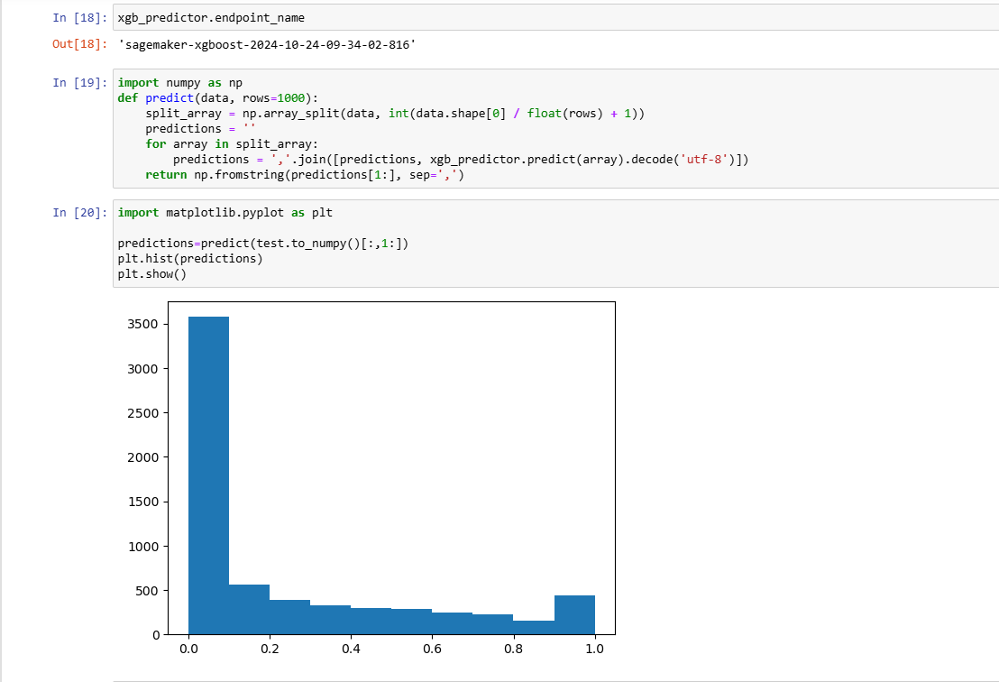 In [18]: xgb_predictor.endpoint_name
Out[18]: 'sagemaker-xgboost-2024-10-24-09-34-02-816'
In [19]: import numpy as np
def predict(data, rows=1000):
    split_array = np.array_split(data, int(data.shape[0] / float(rows) + 1))
    predictions = ''
    for array in split_array:
        predictions = ','.join([predictions, xgb_predictor.predict(array).decode('utf-8')])
    return np.fromstring(predictions[1:], sep=',')
In [20]: import matplotlib.pyplot as plt
predictions=predict(test.to_numpy()[:,1:])
plt.hist(predictions)
plt.show()
3500
3000
2500
2000
1500
1000
500
0
0.0 0.2 0.4 0.6 0.8 1.0